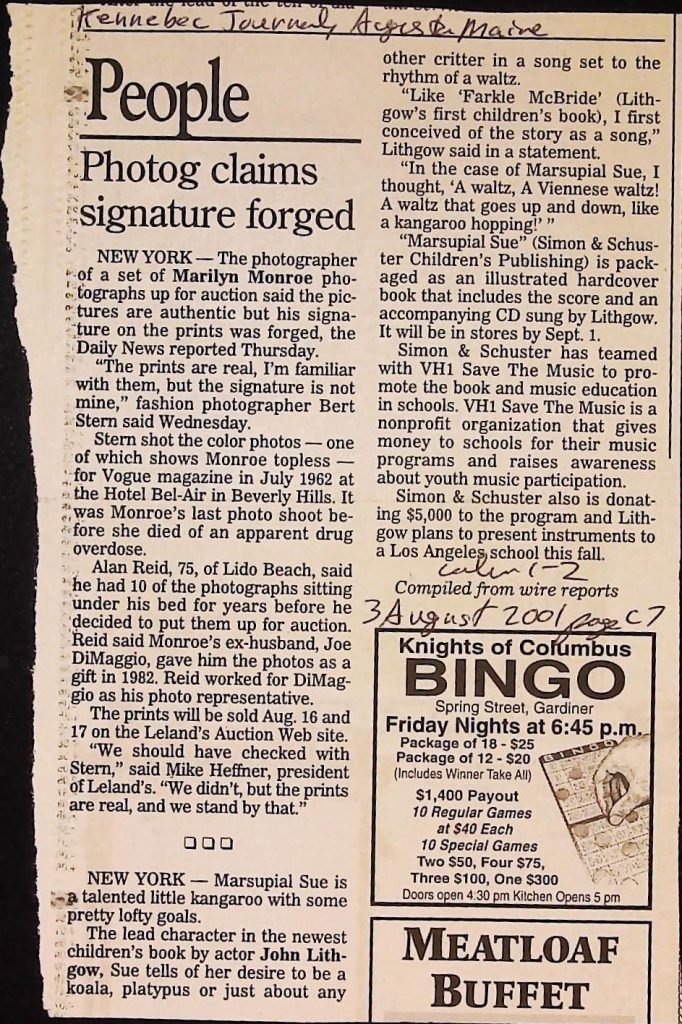 Kennebec Journal, Augusta Maine
People
Photog claims
signature forged
NEW YORK — The photographer
of a set of Marilyn Monroe pho-
tographs up for auction said the pic-
tures are authentic but his signa-
ture on the prints was forged, the
Daily News reported Thursday.
"The prints are real, I'm familiar
with them, but the signature is not
mine," fashion photographer Bert
Stern said Wednesday.
Stern shot the color photos — one
of which shows Monroe topless —
for Vogue magazine in July 1962 at
the Hotel Bel-Air in Beverly Hills. It
was Monroe's last photo shoot be-
fore she died of an apparent drug
overdose.
Alan Reid, 75, of Lido Beach, said
he had 10 of the photographs sitting
under his bed for years before he
decided to put them up for auction.
Reid said Monroe's ex-husband, Joe
DiMaggio, gave him the photos as a
gift in 1982. Reid worked for DiMag-
gio as his photo representative.
The prints will be sold Aug. 16 and
17 on the Leland's Auction Web site.
"We should have checked with
Stern," said Mike Heffner, president
of Leland's. "We didn't, but the prints
are real, and we stand by that."
NEW YORK — Marsupial Sue is
a talented little kangaroo with some
pretty lofty goals.
The lead character in the newest
children's book by actor John Lith-
gow, Sue tells of her desire to be a
koala, platypus or just about any
other critter in a song set to the
rhythm of a waltz.
"Like 'Farkle McBride' (Lith-
gow's first children's book), I first
conceived of the story as a song,"
Lithgow said in a statement.
"In the case of Marsupial Sue, I
thought, 'A waltz, A Viennese waltz!
A waltz that goes up and down, like
a kangaroo hopping!' "
"Marsupial Sue" (Simon & Schus-
ter Children's Publishing) is pack-
aged as an illustrated hardcover
book that includes the score and an
accompanying CD sung by Lithgow.
It will be in stores by Sept. 1.
Simon & Schuster has teamed
with VH1 Save The Music to pro-
mote the book and music education
in schools. VH1 Save The Music is a
nonprofit organization that gives
money to schools for their music
programs and raises awareness
about youth music participation.
Simon & Schuster also is donat-
ing $5,000 to the program and Lith-
gow plans to present instruments to
a Los Angeles school this fall.
1-2
Compiled from wire reports
3 August 2001 page C7
Knights of Columbus
BINGO
Spring Street, Gardiner
Friday Nights at 6:45 p.m.
Package of 18 - $25
Package of 12 - $20
(Includes Winner Take All)
$1,400 Payout
10 Regular Games
at $40 Each
10 Special Games
Two $50, Four $75,
Three $100, One $300
Doors open 4:30 pm Kitchen Opens 5 pm
BINGO
MEATLOAF
BUFFET